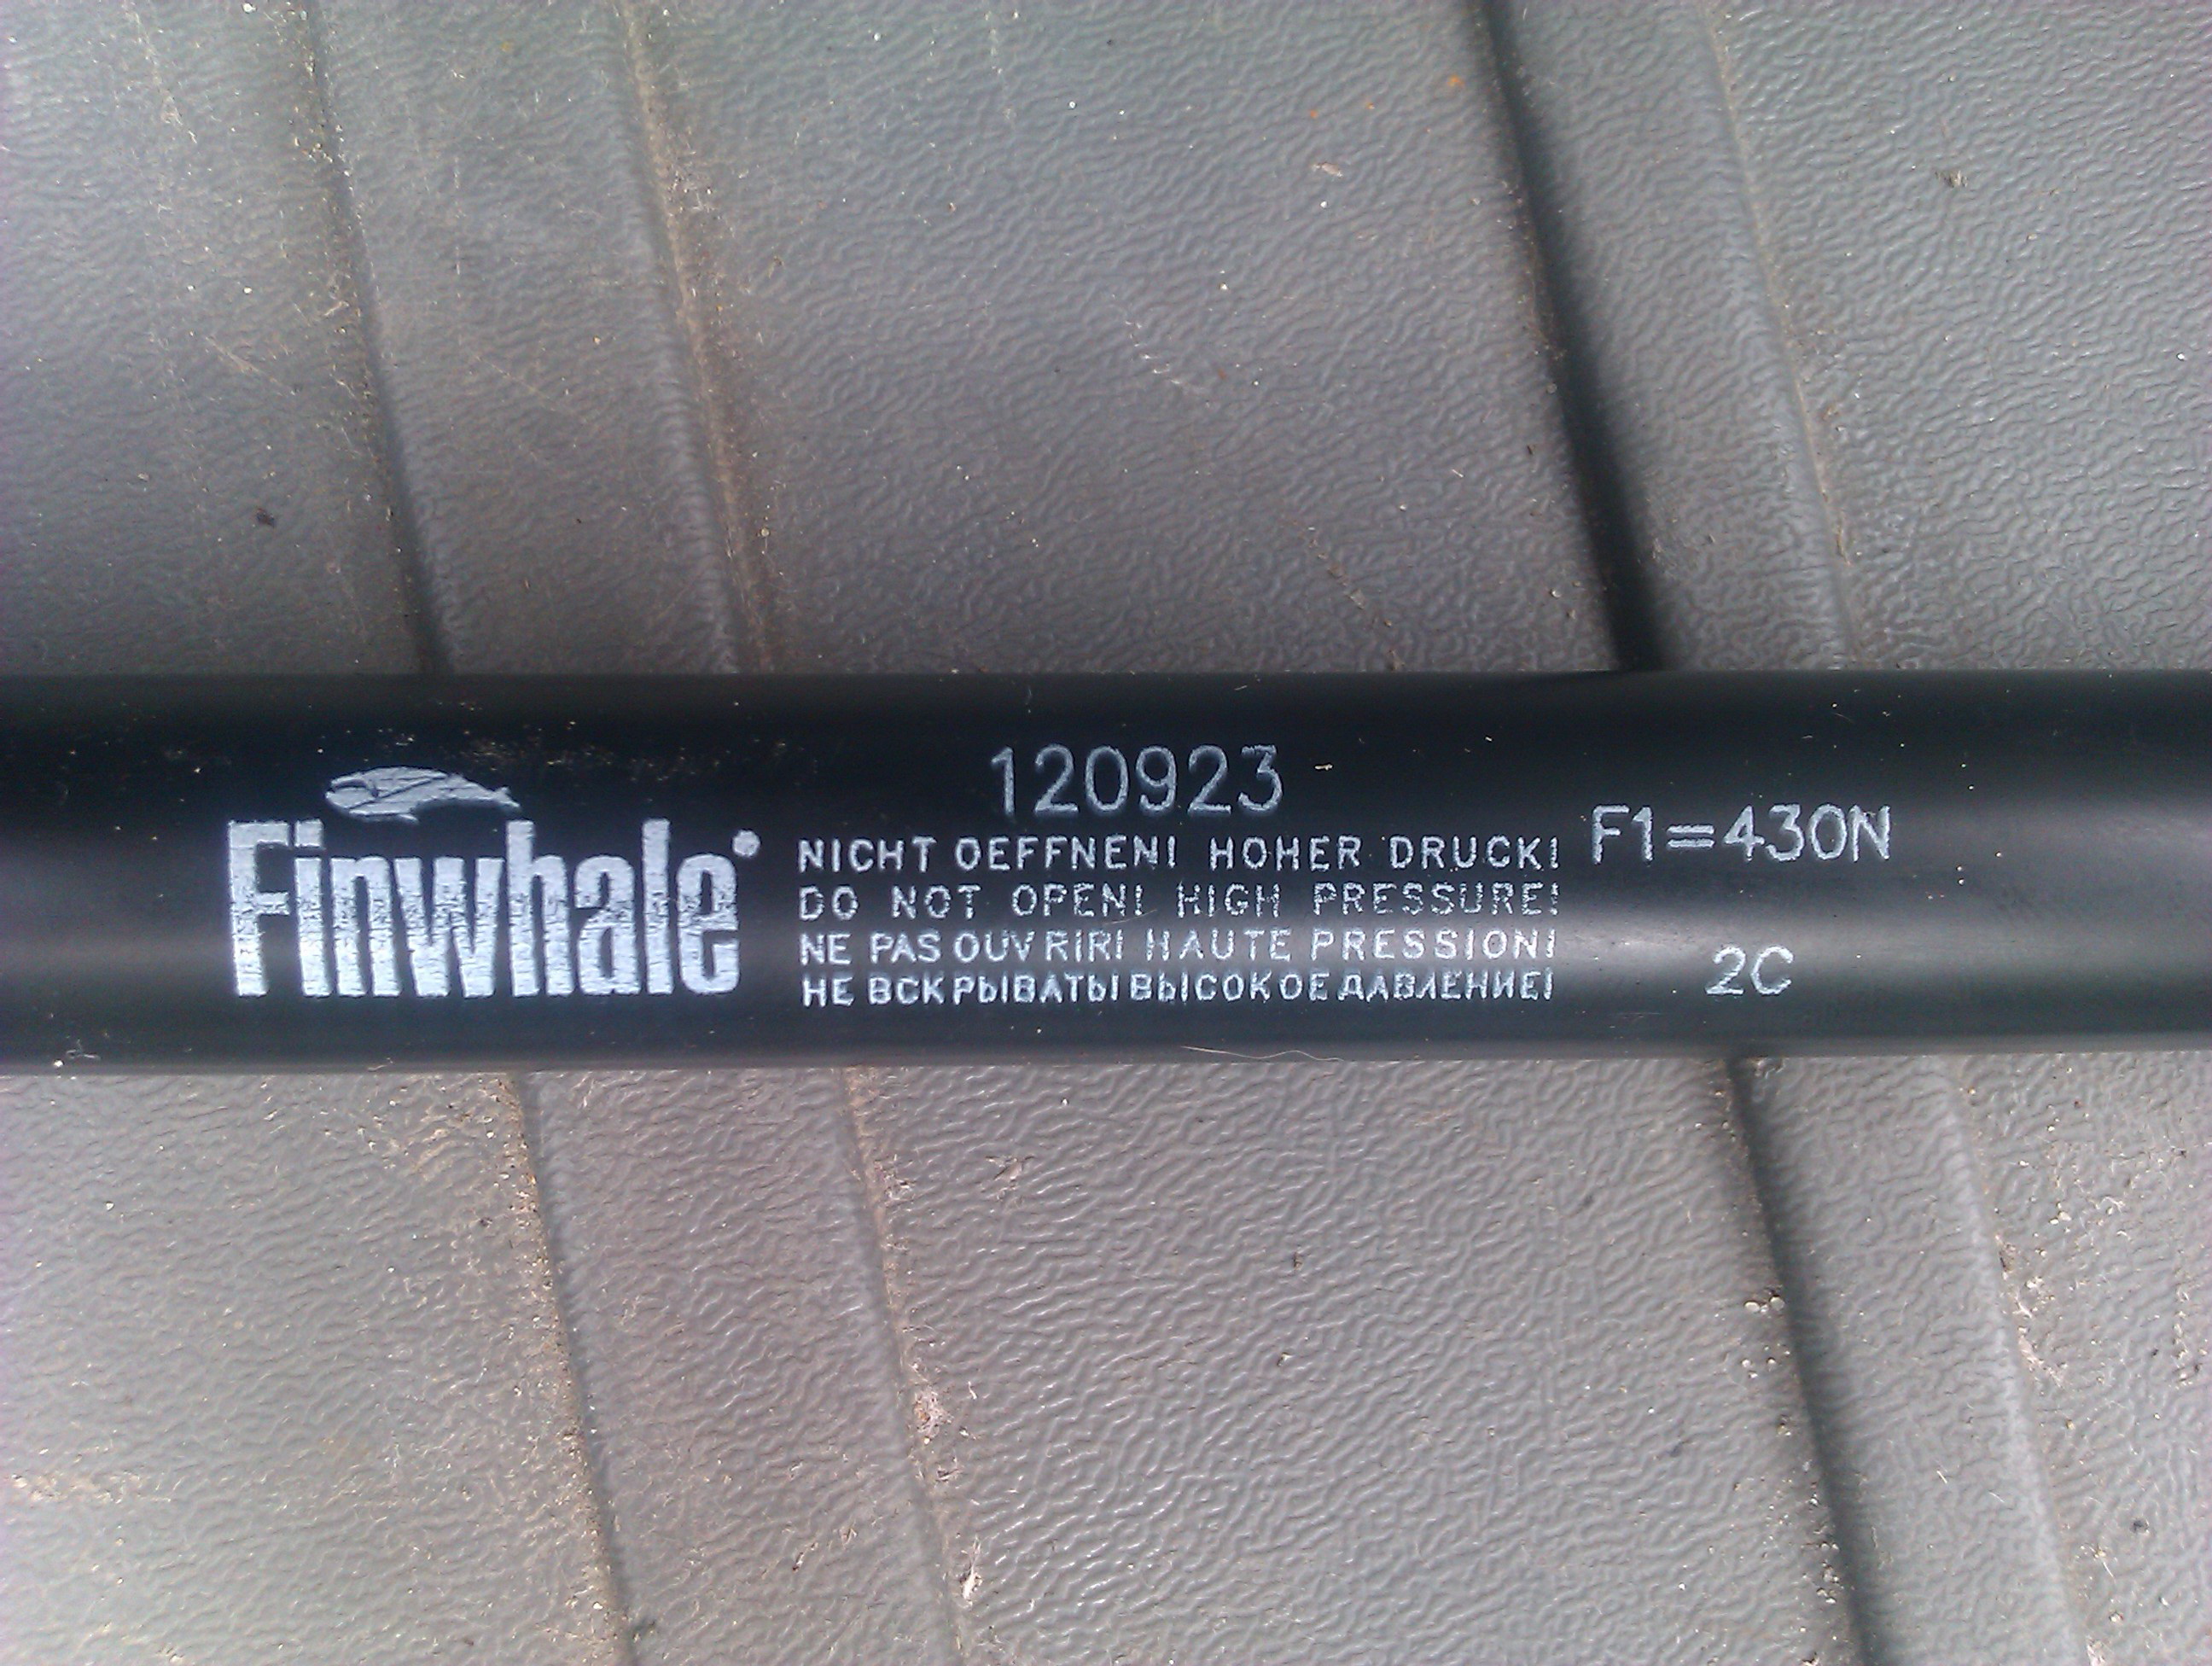 Finwhale
120923
NICHT OEFFNEN! HOHER DRUCK!
DO NOT OPEN! HIGH PRESSURE!
NE PAS OUVRIR! HAUTE PRESSION!
НЕ ВСКРЫВАТЬ! ВЫСОКОЕ ДАВЛЕНИЕ!
F1=430N
2C